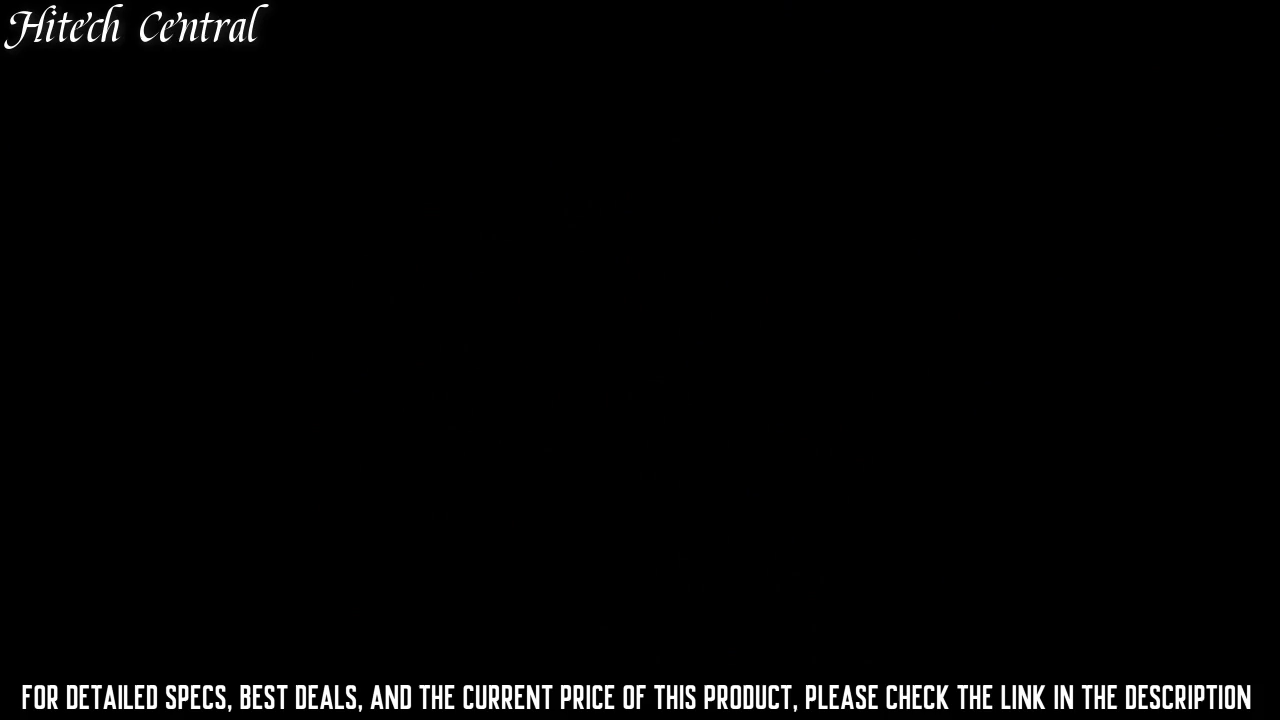 Hitech Central
FOR DETAILED SPECS, BEST DEALS, AND THE CURRENT PRICE OF THIS PRODUCT, PLEASE CHECK THE LINK IN THE DESCRIPTION